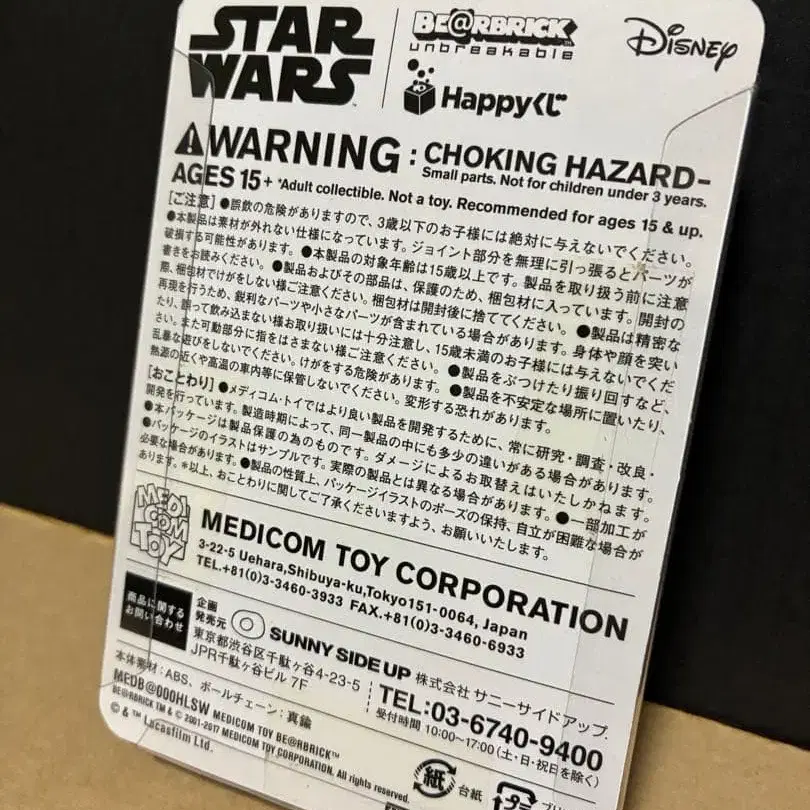 STAR WARS
BE@RBRICK
unbreakable
Disney
Happyくじ
WARNING : CHOKING HAZARD-
Small parts. Not for children under 3 years.
AGES 15+ *Adult collectible. Not a toy. Recommended for ages 15 & up.
[ご注意] ●誤飲の危険がありますので、3歳以下のお子様には絶対に与えないでください。
●本製品は素材が外れない仕様になっています。ジョイント部分を無理に引っ張るとパーツが
破損する可能性があります。●本製品の対象年齢は15歳以上です。製品を取り扱う前に注意
書きをお読みください。●製品およびその部品は、保護のため、梱包材に入っています。開封の
際、梱包材でけがをしない様ご注意ください。梱包材は開封後に捨ててください。●製品は精密な
再現を行うため、鋭利なパーツや小さなパーツが含まれている場合があります。身体や顔を突い
たり、誤って飲み込まない様お取り扱いには十分注意し、15歳未満のお子様には与えないでくだ
さい。また可動部分に指をはさまない様ご注意ください。●製品をぶつけたり振り回すなど、
乱暴な遊びをしないでください。けがをする危険があります。●製品を不安定な場所に置いたり、
熱源の近くや高温の車内等に保管しないでください。変形する恐れがあります。
[おことわり] ●メディコム・トイではより良い製品を開発するために、常に研究・調査・改良・
開発を行っています。製造時期によって、同一製品の中にも多少の違いがある場合があります。
●本パッケージは製品保護の為のものです。ダメージによるお取替えはいたしかねます。
●パッケージのイラストはサンプルです。実際の製品とは異なる場合があります。●一部加工が
必要な場合があります。●製品の性質上、パッケージイラストのポーズの保持、自立が困難な場合が
あります。＊以上、おことわりに関してご了承くださいますよう、お願いいたします。
MEDI COM TOY
MEDICOM TOY CORPORATION
3-22-5 Uehara,Shibuya-ku,Tokyo151-0064, Japan
TEL.+81(0)3-3460-3933 FAX.+81(0)3-3460-6933
商品に関する
お問い合わせ
企画
発売元
SUNNY SIDE UP 株式会社 サニーサイドアップ
東京都渋谷区千駄ヶ谷4-23-5
JPR千駄ヶ谷ビル 7F
TEL:03-6740-9400
受付時間 10:00~17:00 (土・日・祝日を除く)
本体素材：ABS、ボールチェーン：真鍮
MEDB@000HLSW MEDICOM TOY BE@RBRICK™
BE@RBRICK TM & © 2001-2017 MEDICOM TOY CORPORATION. All rights reserved.
© & ™ Lucasfilm Ltd.
紙
台紙
プラ